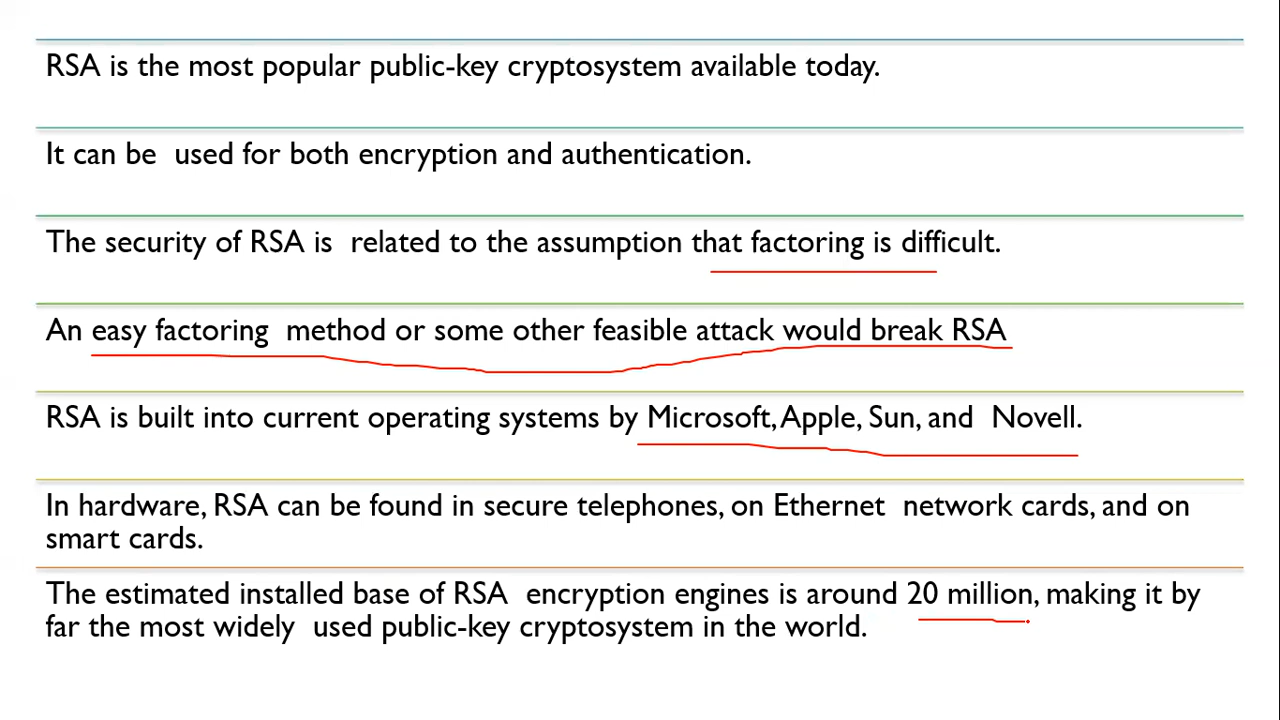 RSA is the most popular public-key cryptosystem available today.
It can be used for both encryption and authentication.
The security of RSA is related to the assumption that factoring is difficult.
An easy factoring method or some other feasible attack would break RSA
RSA is built into current operating systems by Microsoft, Apple, Sun, and Novell.
In hardware, RSA can be found in secure telephones, on Ethernet network cards, and on
smart cards.
The estimated installed base of RSA encryption engines is around 20 million, making it by
far the most widely used public-key cryptosystem in the world.